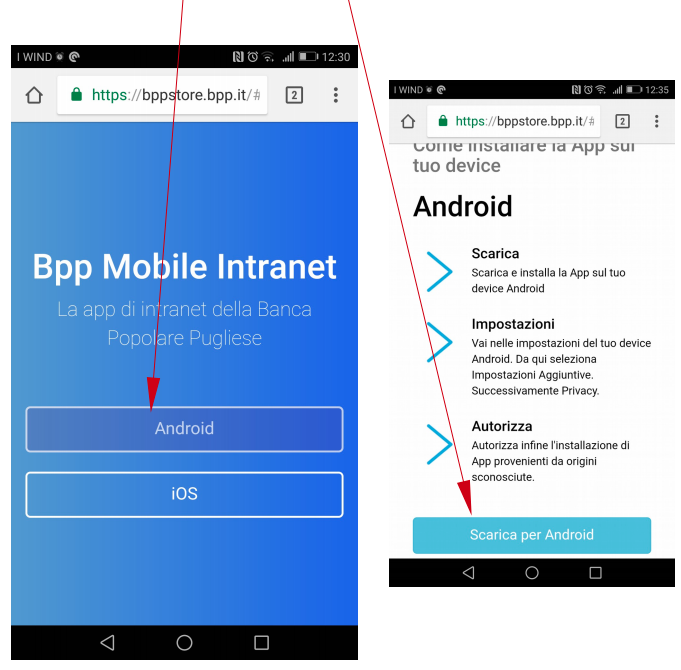 I WIND
12:30
https://bppstore.bpp.it/#
2
Bpp Mobile Intranet
La app di intranet della Banca
Popolare Pugliese
Android
iOS
I WIND
12:35
https://bppstore.bpp.it/#
2
Come installare la App sul
tuo device
Android
Scarica
Scarica e installa la App sul tuo
device Android
Impostazioni
Vai nelle impostazioni del tuo device
Android. Da qui seleziona
Impostazioni Aggiuntive.
Successivamente Privacy.
Autorizza
Autorizza infine l'installazione di
App provenienti da origini
sconosciute.
Scarica per Android